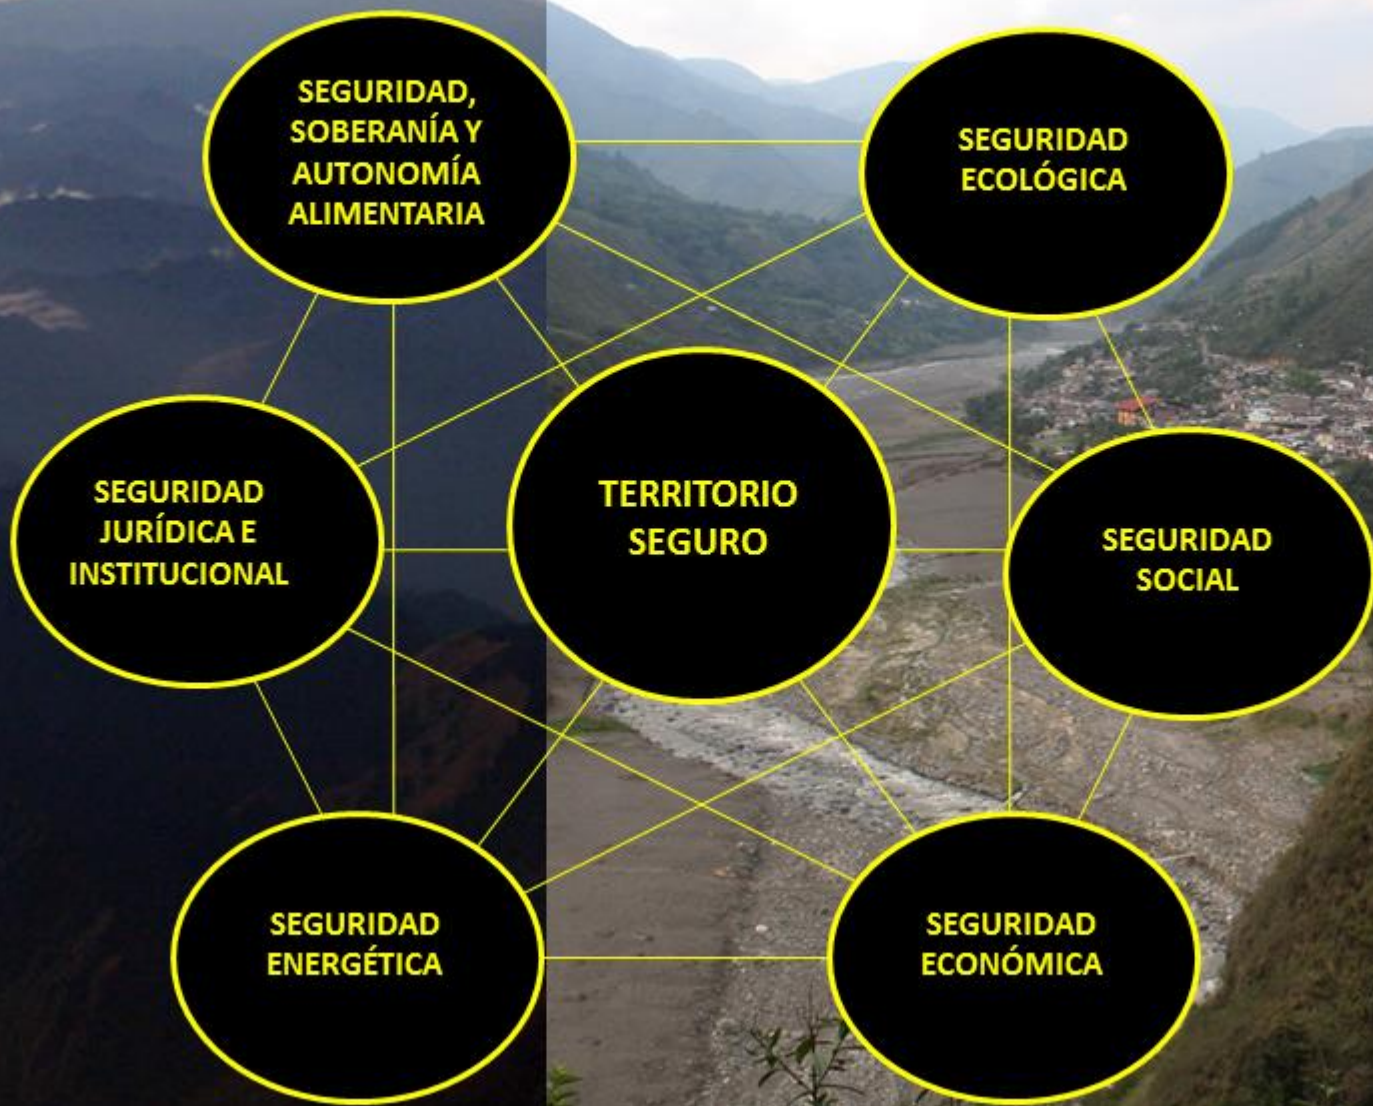 SEGURIDAD,
SOBERANÍA Y
AUTONOMÍA
ALIMENTARIA
SEGURIDAD
ECOLÓGICA
SEGURIDAD
JURÍDICA E
INSTITUCIONAL
TERRITORIO
SEGURO
SEGURIDAD
SOCIAL
SEGURIDAD
ENERGÉTICA
SEGURIDAD
ECONÓMICA